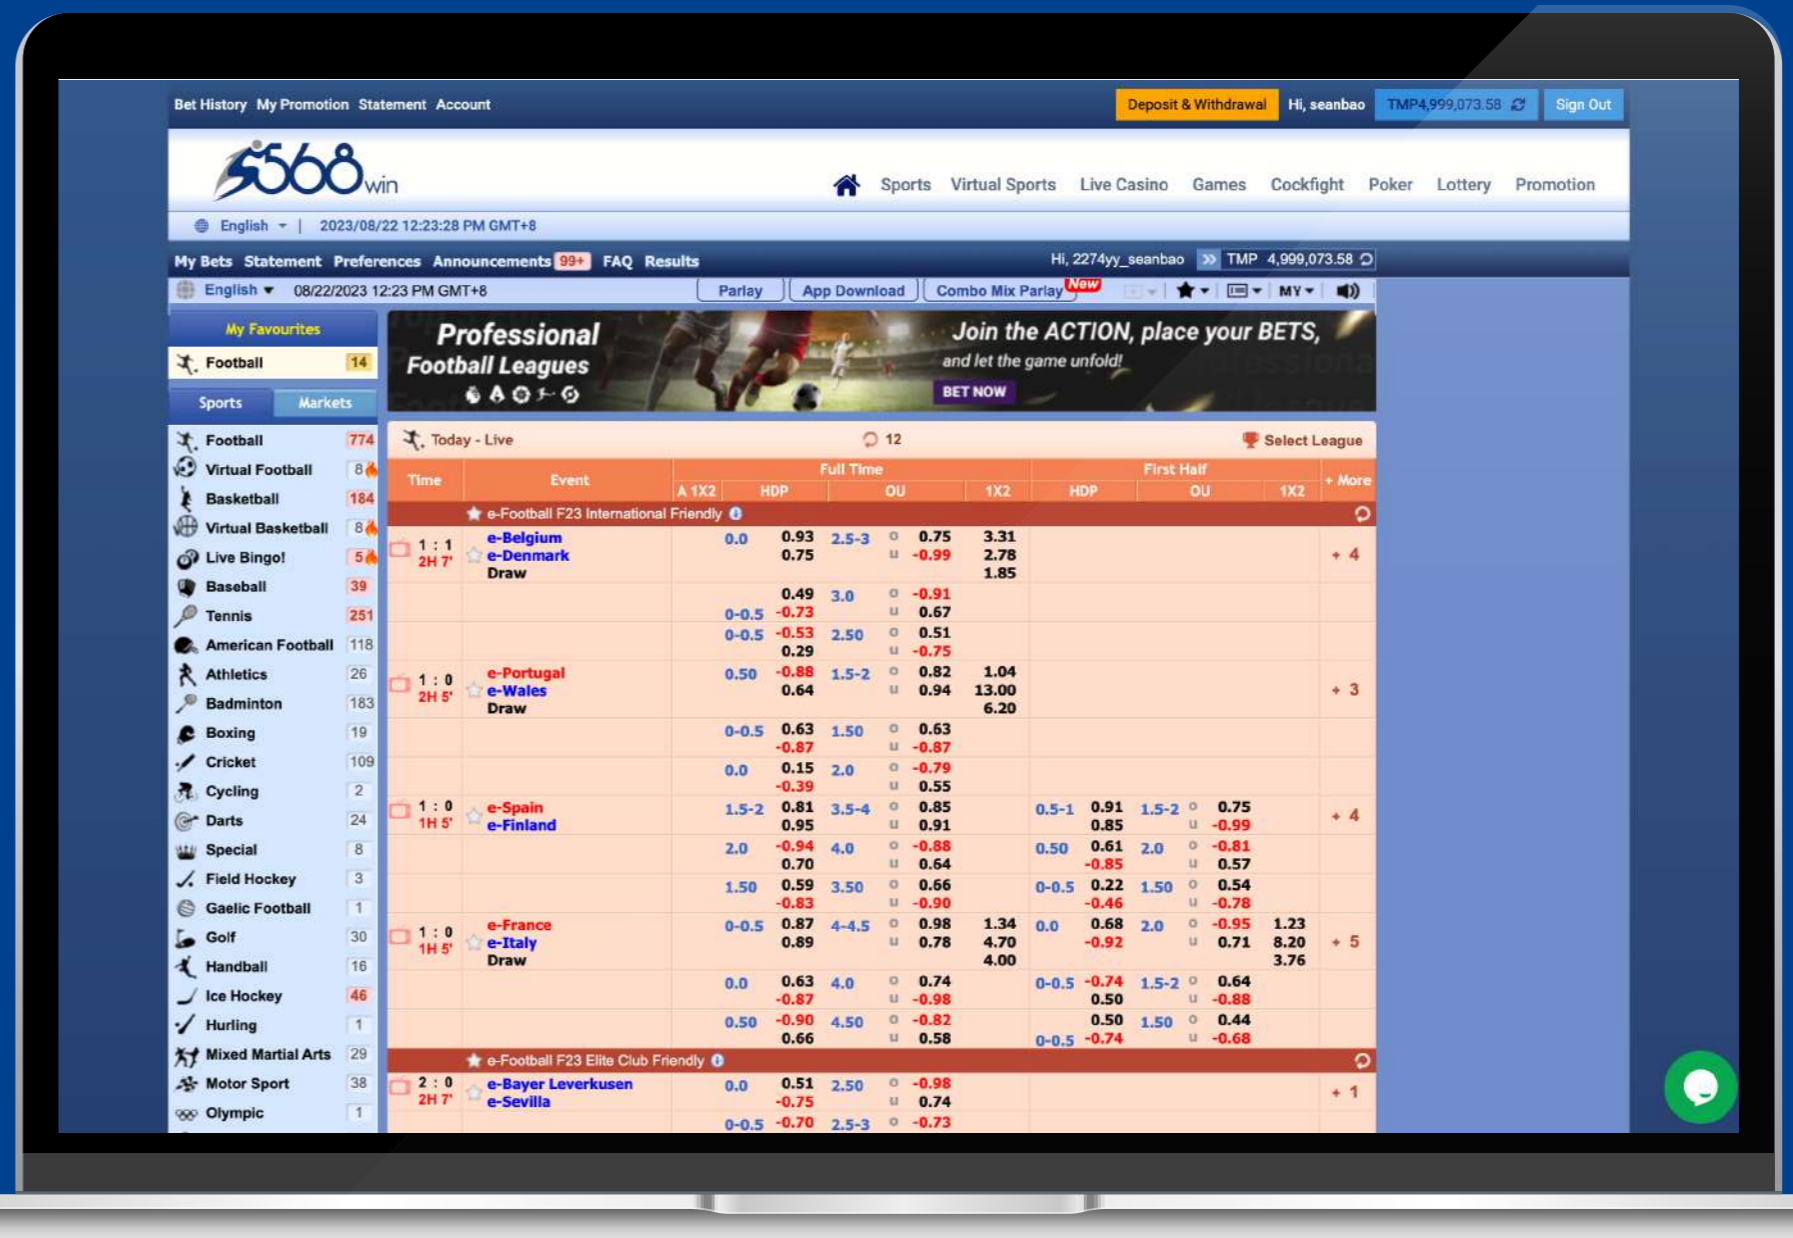 Bet History My Promotion Statement Account
Deposit & Withdrawal Hi, seanbao TMP4,999,073.58 Sign Out
568win
Sports Virtual Sports Live Casino Games Cockfight Poker Lottery Promotion
English | 2023/08/22 12:23:28 PM GMT+8
My Bets Statement Preferences Announcements 99+ FAQ Results
Hi, 2274yy_seanbao TMP 4,999,073.58
English 08/22/2023 12:23 PM GMT+8
Parlay App Download Combo Mix Parlay New MY
My Favourites
Football 14
Sports Markets
Football 774
Virtual Football 8
Basketball 184
Virtual Basketball 8
Live Bingo! 5
Baseball 39
Tennis 251
American Football 118
Athletics 26
Badminton 183
Boxing 19
Cricket 109
Cycling 2
Darts 24
Special 8
Field Hockey 3
Gaelic Football 1
Golf 30
Handball 16
Ice Hockey 46
Hurling 1
Mixed Martial Arts 29
Motor Sport 38
Olympic 1
Professional
Football Leagues
Join the ACTION, place your BETS,
and let the game unfold!
BET NOW
Today - Live 12 Select League
Time Event Full Time First Half + More
A 1X2 HDP OU 1X2 HDP OU 1X2
e-Football F23 International Friendly
1 : 1 e-Belgium 0.0 0.93 2.5-3 o 0.75 3.31
2H 7' e-Denmark 0.75 u -0.99 2.78 + 4
Draw 1.85
0.49 3.0 o -0.91
0-0.5 -0.73 u 0.67
0-0.5 -0.53 2.50 o 0.51
0.29 u -0.75
1 : 0 e-Portugal 0.50 -0.88 1.5-2 o 0.82 1.04
2H 5' e-Wales 0.64 u 0.94 13.00 + 3
Draw 6.20
0-0.5 0.63 1.50 o 0.63
-0.87 u -0.87
0.0 0.15 2.0 o -0.79
-0.39 u 0.55
1 : 0 e-Spain 1.5-2 0.81 3.5-4 o 0.85 0.5-1 0.91 1.5-2 o 0.75
1H 5' e-Finland 0.95 u 0.91 0.85 u -0.99 + 4
2.0 -0.94 4.0 o -0.88 0.50 0.61 2.0 o -0.81
0.70 u 0.64 -0.85 u 0.57
1.50 0.59 3.50 o 0.66 0-0.5 0.22 1.50 o 0.54
-0.83 u -0.90 -0.46 u -0.78
1 : 0 e-France 0-0.5 0.87 4-4.5 o 0.98 1.34 0.0 0.68 2.0 o -0.95 1.23
1H 5' e-Italy 0.89 u 0.78 4.70 -0.92 u 0.71 8.20 + 5
Draw 4.00 3.76
0.0 0.63 4.0 o 0.74 0-0.5 -0.74 1.5-2 o 0.64
-0.87 u -0.98 0.50 u -0.88
0.50 -0.90 4.50 o -0.82 0.50 1.50 o 0.44
0.66 u 0.58 0-0.5 -0.74 u -0.68
e-Football F23 Elite Club Friendly
2 : 0 e-Bayer Leverkusen 0.0 0.51 2.50 o -0.98
2H 7' e-Sevilla -0.75 u 0.74 + 1
0-0.5 -0.70 2.5-3 o -0.73